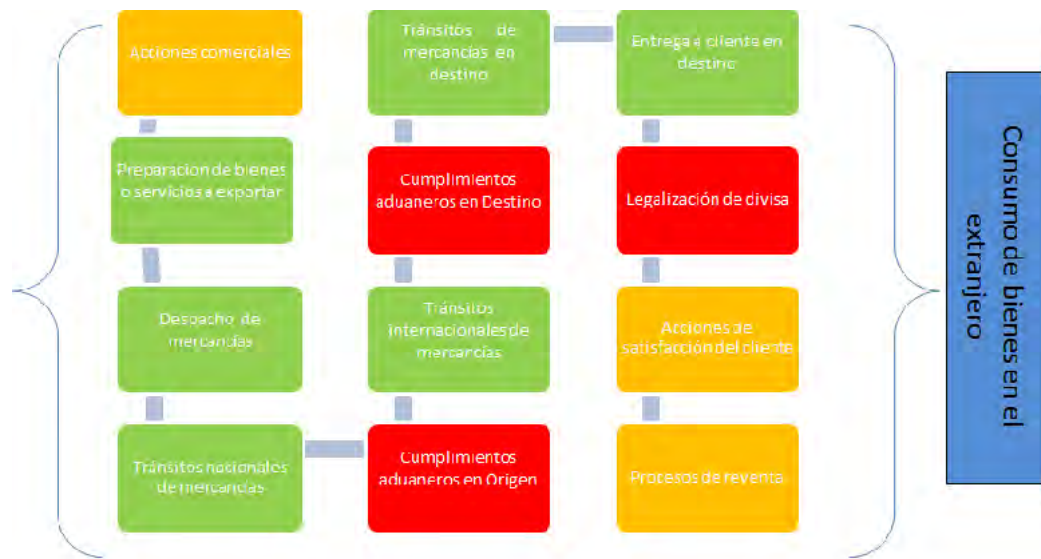 Acciones comerciales
Preparacion de bienes
o servicios a exportar
Despacho de
mercancías
Tránsitos nacionales
de mercancías
Cumplimientos
aduaneros en Origen
Tránsitos
internacionales de
mercancías
Cumplimientos
aduaneros en Destino
Tránsitos de
mercancías en
destino
Entrega a cliente en
destino
Legalización de divisa
Acciones de
satisfacción del cliente
Procesos de reventa
Consumo de bienes en el
extranjero